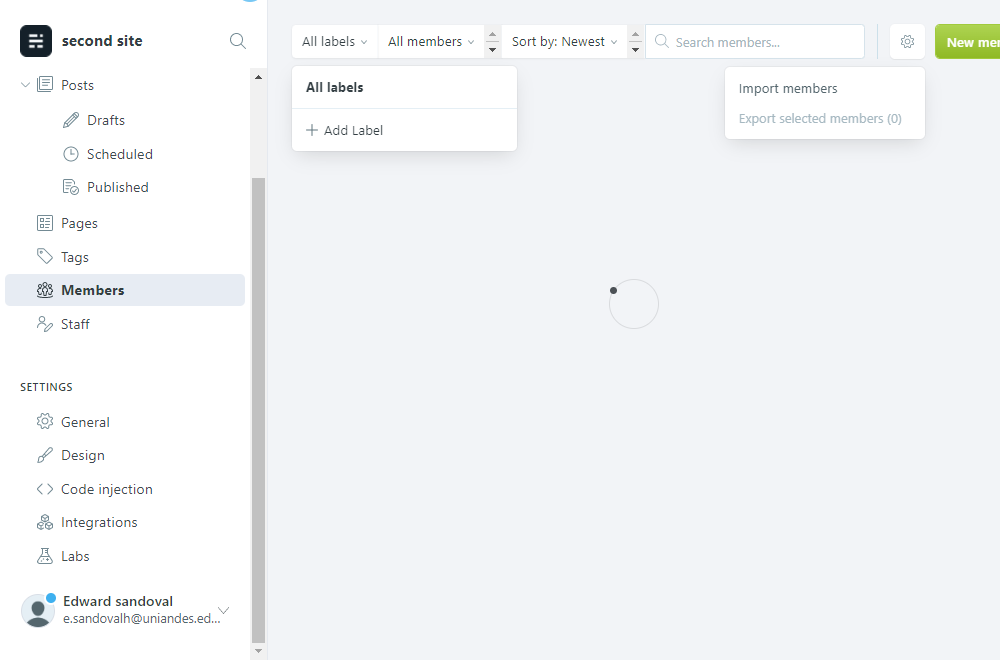 second site
Posts
Drafts
Scheduled
Published
Pages
Tags
Members
Staff
SETTINGS
General
Design
Code injection
Integrations
Labs
Edward sandoval
e.sandovalh@uniandes.ed...
All labels
All members
Sort by: Newest
Search members...
New mem
All labels
Add Label
Import members
Export selected members (0)